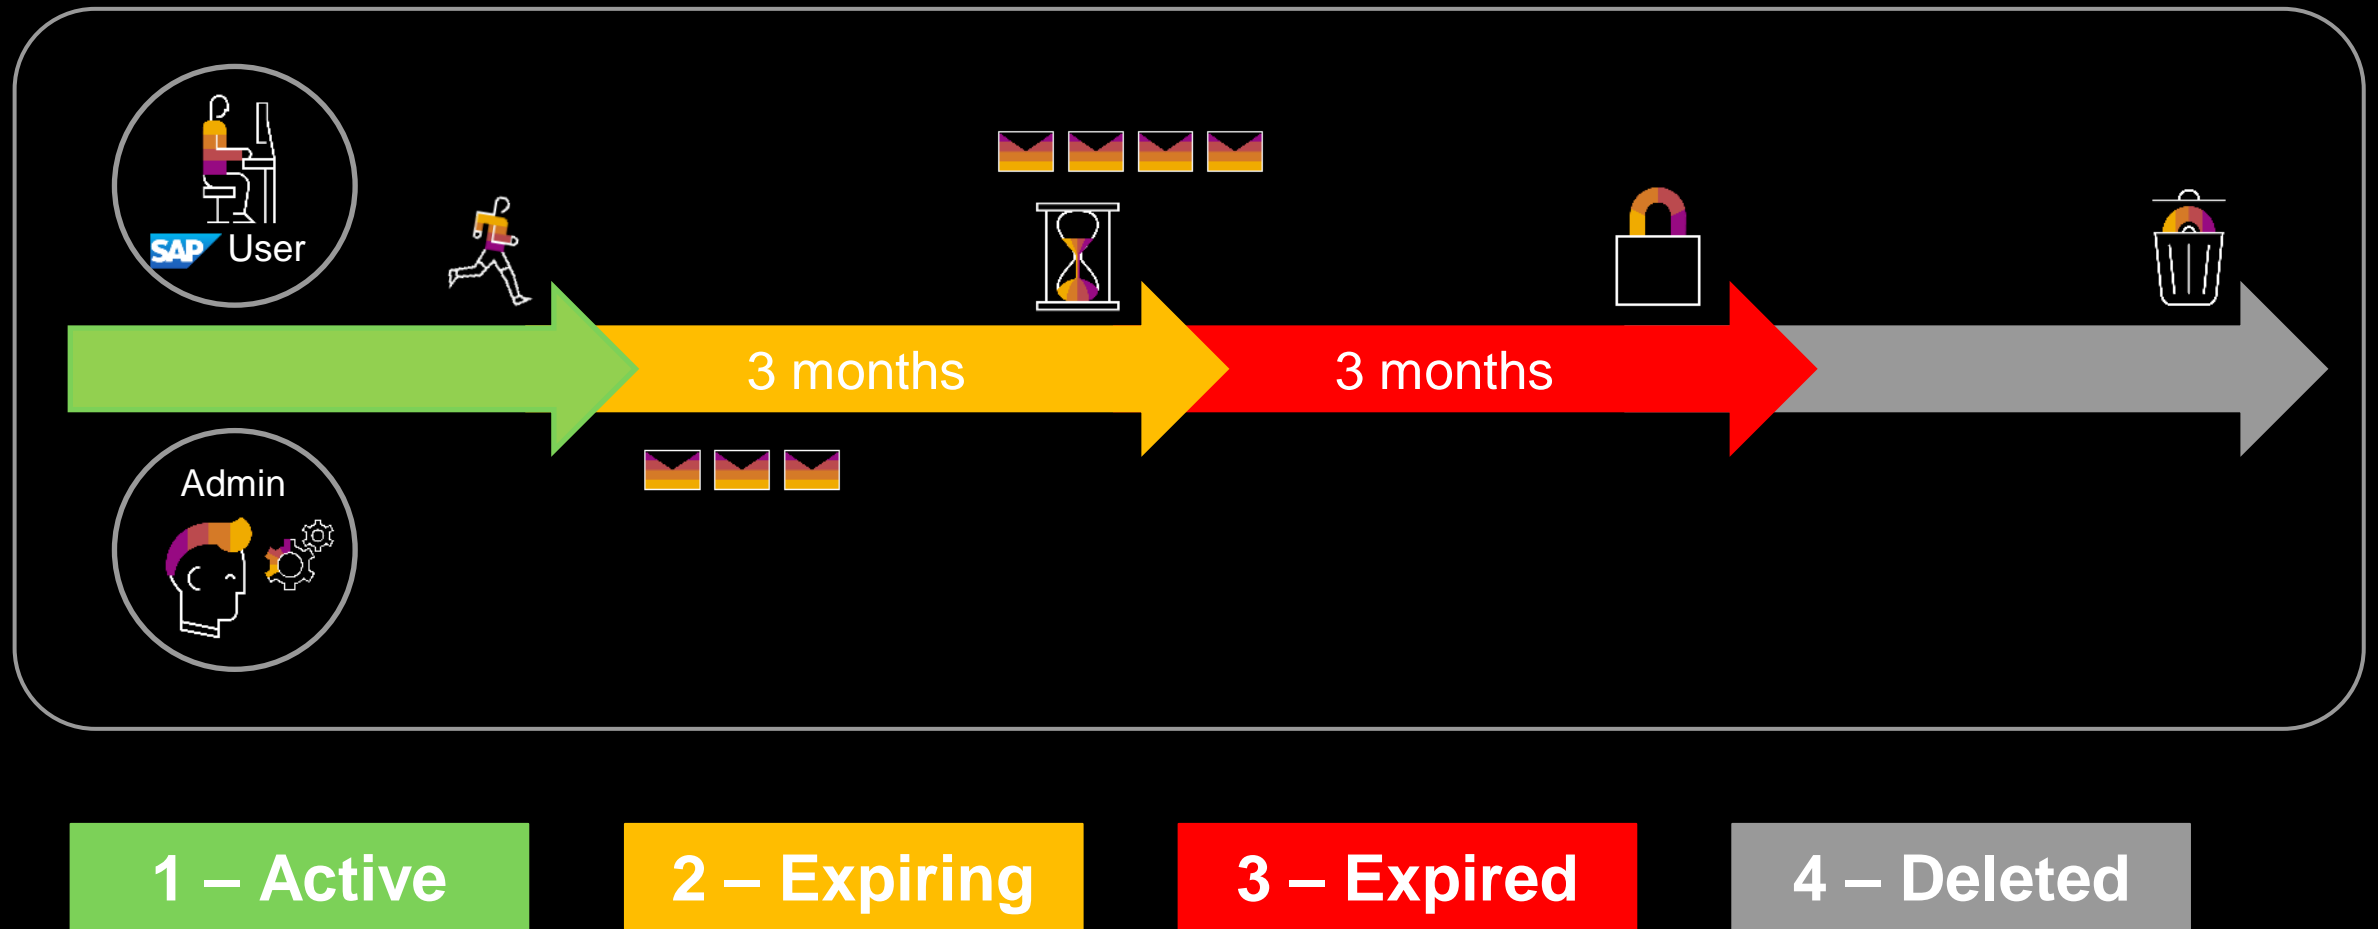 SAP User
3 months
3 months
Admin
1 – Active
2 – Expiring
3 – Expired
4 – Deleted